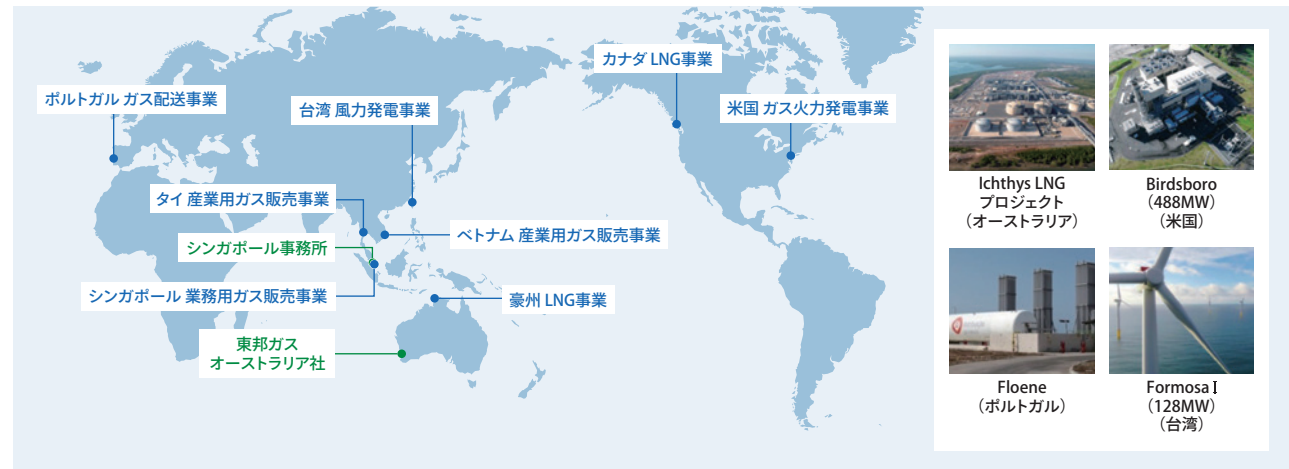 ポルトガル ガス配送事業
台湾 風力発電事業
カナダ LNG事業
米国 ガス火力発電事業
タイ 産業用ガス販売事業
シンガポール事務所
ベトナム 産業用ガス販売事業
シンガポール 業務用ガス販売事業
豪州 LNG事業
東邦ガス
オーストラリア社
Ichthys LNG
プロジェクト
（オーストラリア）
Birdsboro
（488MW）
（米国）
Floene
（ポルトガル）
Formosa Ⅰ
（128MW）
（台湾）